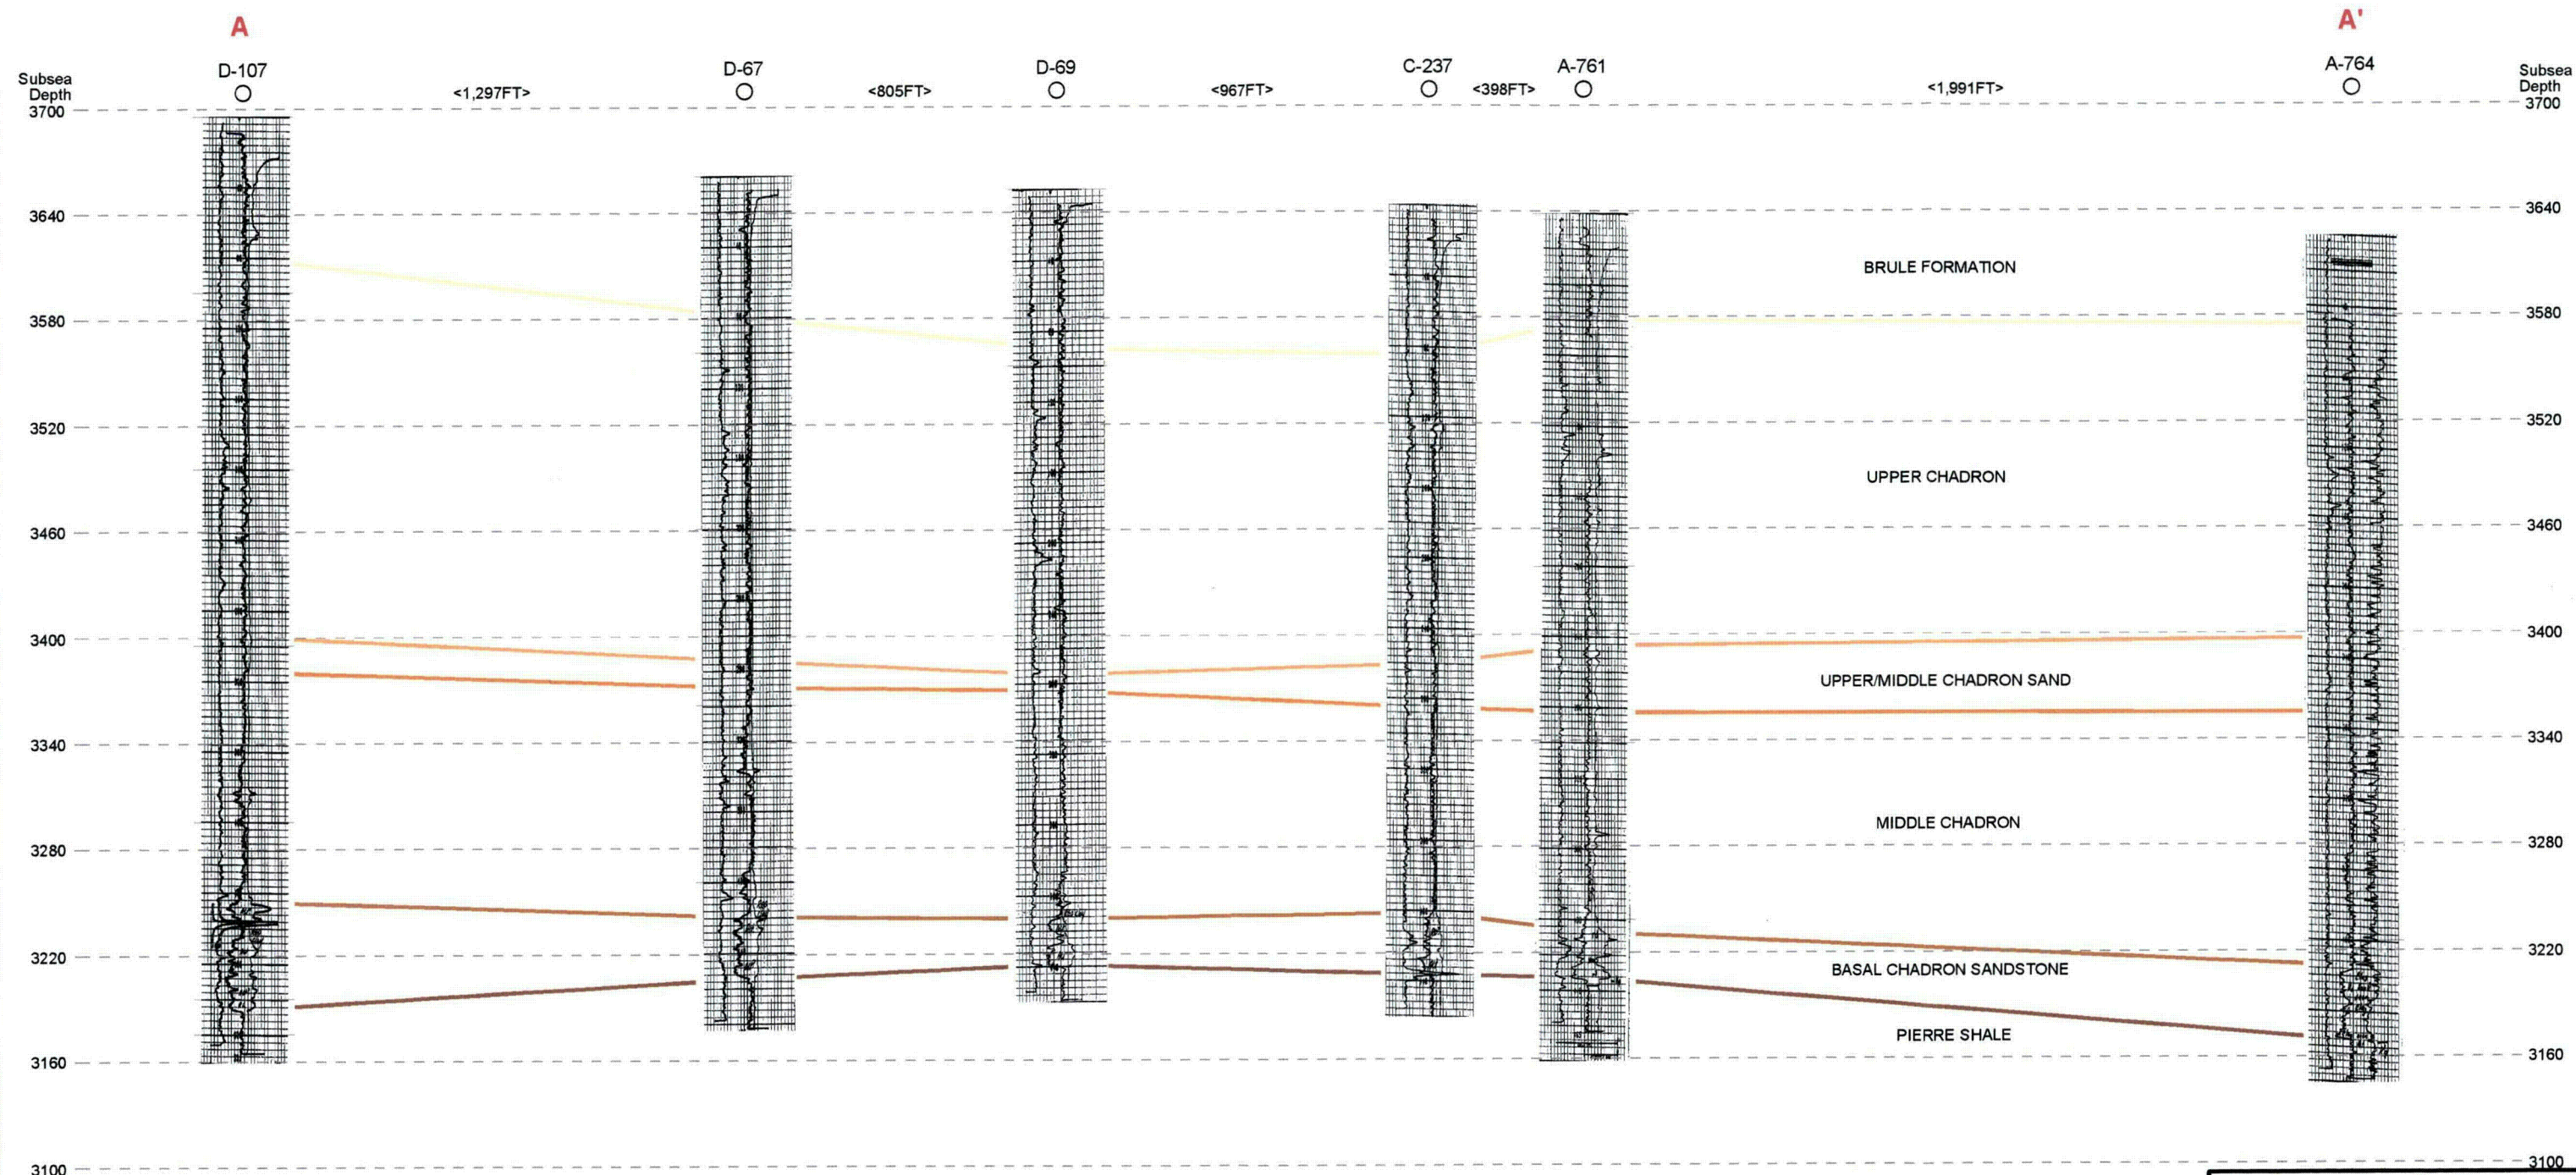 A
A'
D-107
D-67
D-69
C-237
A-761
A-764
Subsea
Depth
<1,297FT>
<805FT>
<967FT>
<398FT>
<1,991FT>
Subsea
Depth
3700
3700
3640
3640
BRULE FORMATION
3580
3580
3520
3520
UPPER CHADRON
3460
3460
3400
3400
UPPER/MIDDLE CHADRON SAND
3340
3340
MIDDLE CHADRON
3280
3280
3220
3220
BASAL CHADRON SANDSTONE
PIERRE SHALE
3160
3160
3100
3100